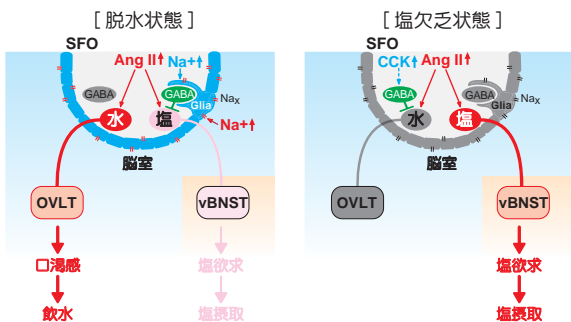 [ 脱水状態 ]
SFO
Ang II↑ Na+↑
GABA
GABA
Glia
Nax
水
塩
Na+↑
脳室
OVLT
vBNST
口渇感
塩欲求
飲水
塩摂取
[ 塩欠乏状態 ]
SFO
CCK↑ Ang II↑
GABA
GABA
Glia
Nax
水
塩
脳室
OVLT
vBNST
塩欲求
塩摂取